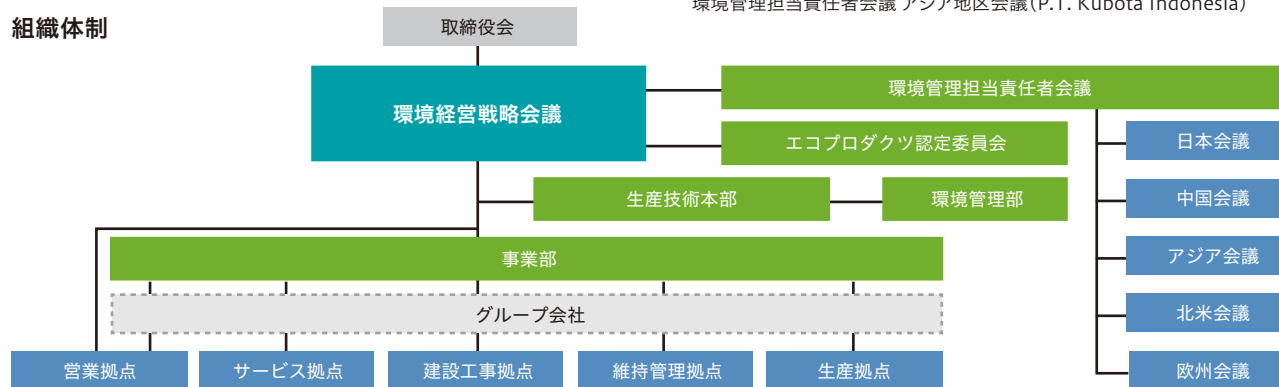 環境管理担当責任者会議 アジア地区会議(P.T. Kubota Indonesia)
組織体制
取締役会
環境経営戦略会議
環境管理担当責任者会議
エコプロダクツ認定委員会
日本会議
生産技術本部
環境管理部
中国会議
事業部
アジア会議
グループ会社
北米会議
営業拠点
サービス拠点
建設工事拠点
維持管理拠点
生産拠点
欧州会議